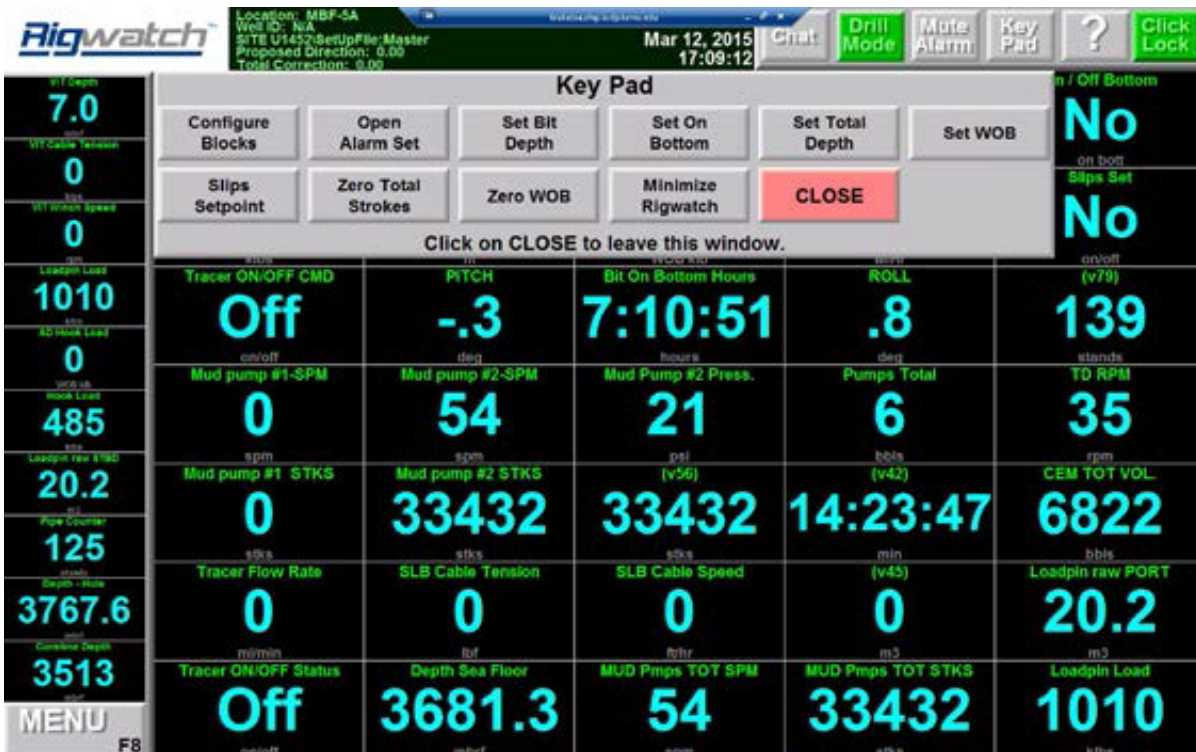 Rigwatch
Location: MBF-5A
Well ID: N/A
SITE U1452\SetUpFile:Master
Proposed Direction: 0.00
Total Correction: 0.00
Mar 12, 2015
17:09:12
Chat
Drill Mode
Mute Alarm
Key Pad
?
Click Lock
VIT Depth
7.0
VIT Cable Tension
0
VIT Winch Speed
0
rpm
Loadpin Load
1010
AD Hook Load
0
Hook Load
485
Loadpin raw STBD
20.2
Pipe Counter
125
Depth - Hole
3767.6
Coreline Depth
3513
MENU
F8
Key Pad
Configure Blocks
Open Alarm Set
Set Bit Depth
Set On Bottom
Set Total Depth
Set WOB
Slips Setpoint
Zero Total Strokes
Zero WOB
Minimize Rigwatch
CLOSE
Click on CLOSE to leave this window.
n / Off Bottom
No
on bott
Slips Set
No
on/off
Tracer ON/OFF CMD
Off
on/off
PITCH
-.3
deg
Bit On Bottom Hours
7:10:51
hours
ROLL
.8
deg
(v79)
139
stands
Mud pump #1-SPM
0
spm
Mud pump #2-SPM
54
spm
Mud Pump #2 Press.
21
psi
Pumps Total
6
bbls
TD RPM
35
rpm
Mud pump #1 STKS
0
stks
Mud pump #2 STKS
33432
stks
(v56)
33432
stks
(v42)
14:23:47
min
CEM TOT VOL.
6822
bbls
Tracer Flow Rate
0
ml/min
SLB Cable Tension
0
lbf
SLB Cable Speed
0
ft/hr
(v45)
0
m3
Loadpin raw PORT
20.2
m3
Tracer ON/OFF Status
Off
Depth Sea Floor
3681.3
MUD Pmps TOT SPM
54
MUD Pmps TOT STKS
33432
Loadpin Load
1010